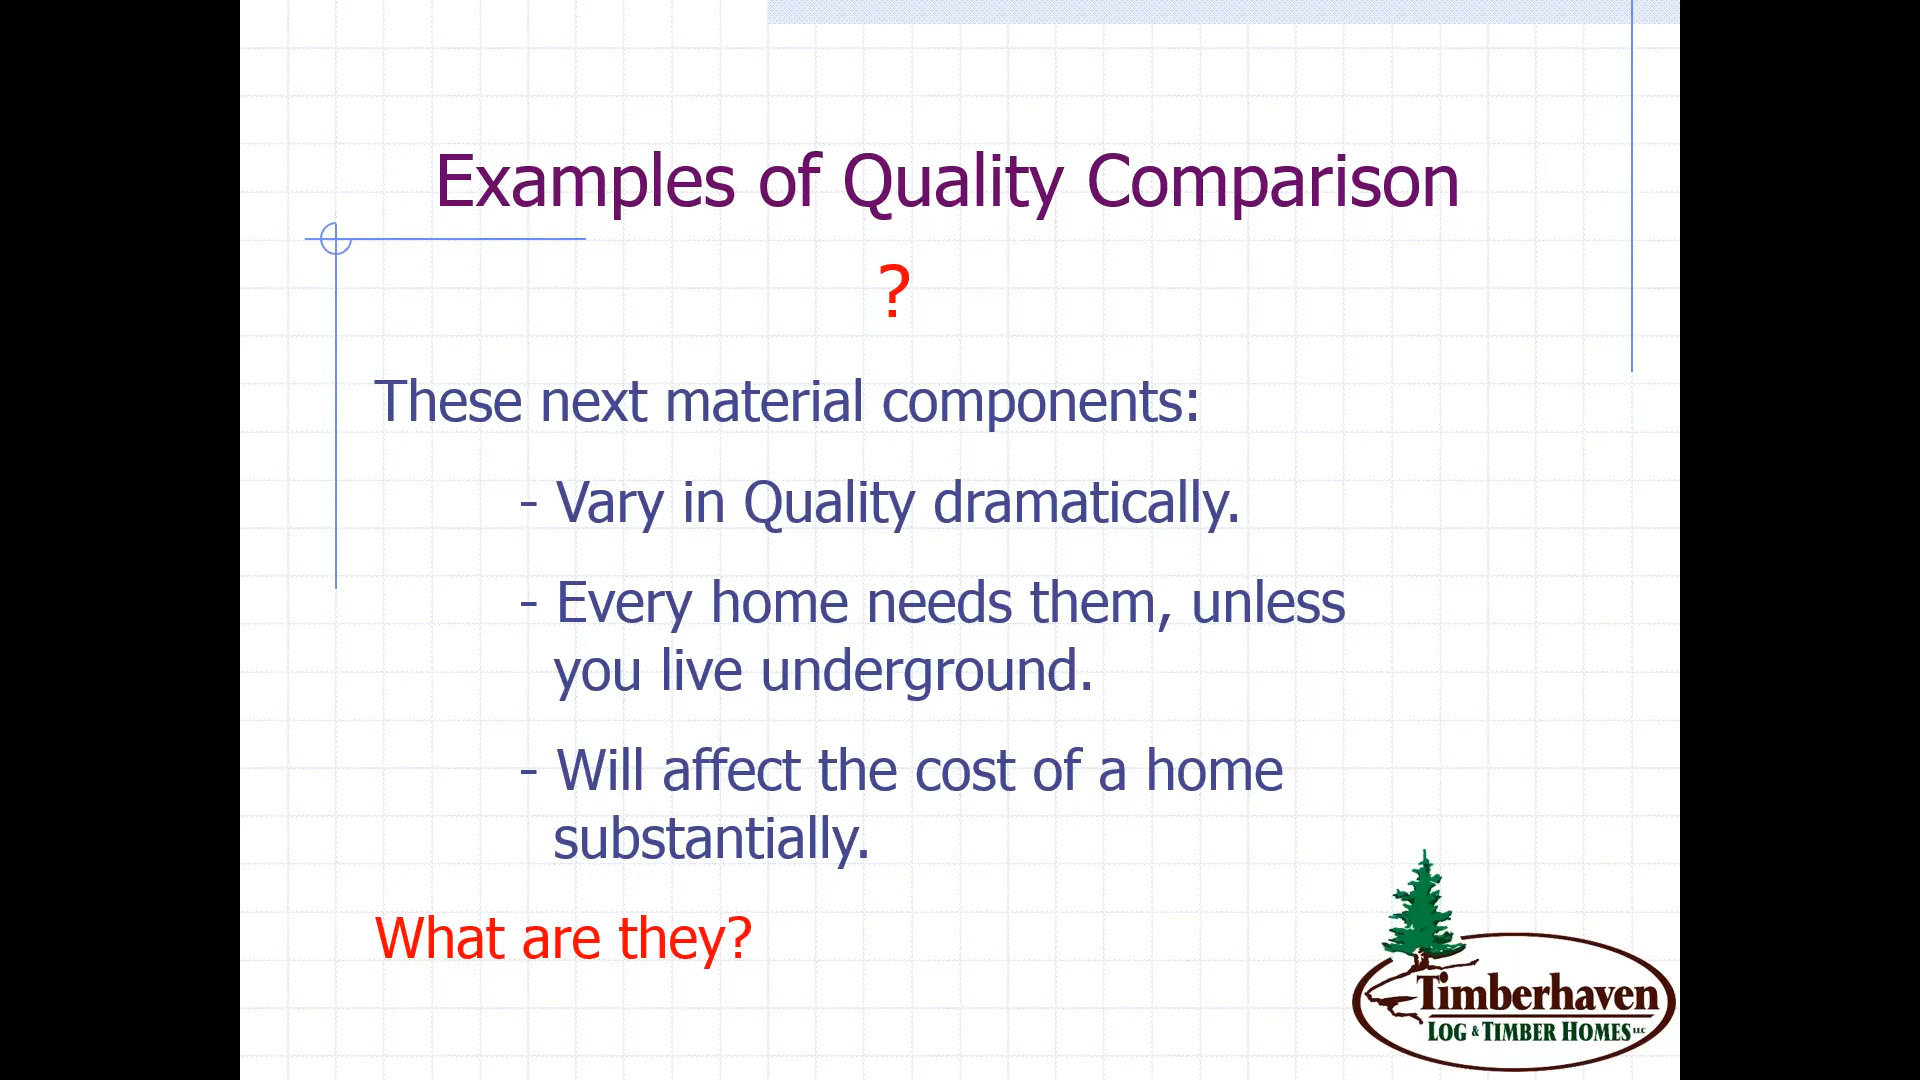 Examples of Quality Comparison
?
These next material components:
- Vary in Quality dramatically.
- Every home needs them, unless
you live underground.
- Will affect the cost of a home
substantially.
What are they?
Timberhaven
LOG & TIMBER HOMES LLC